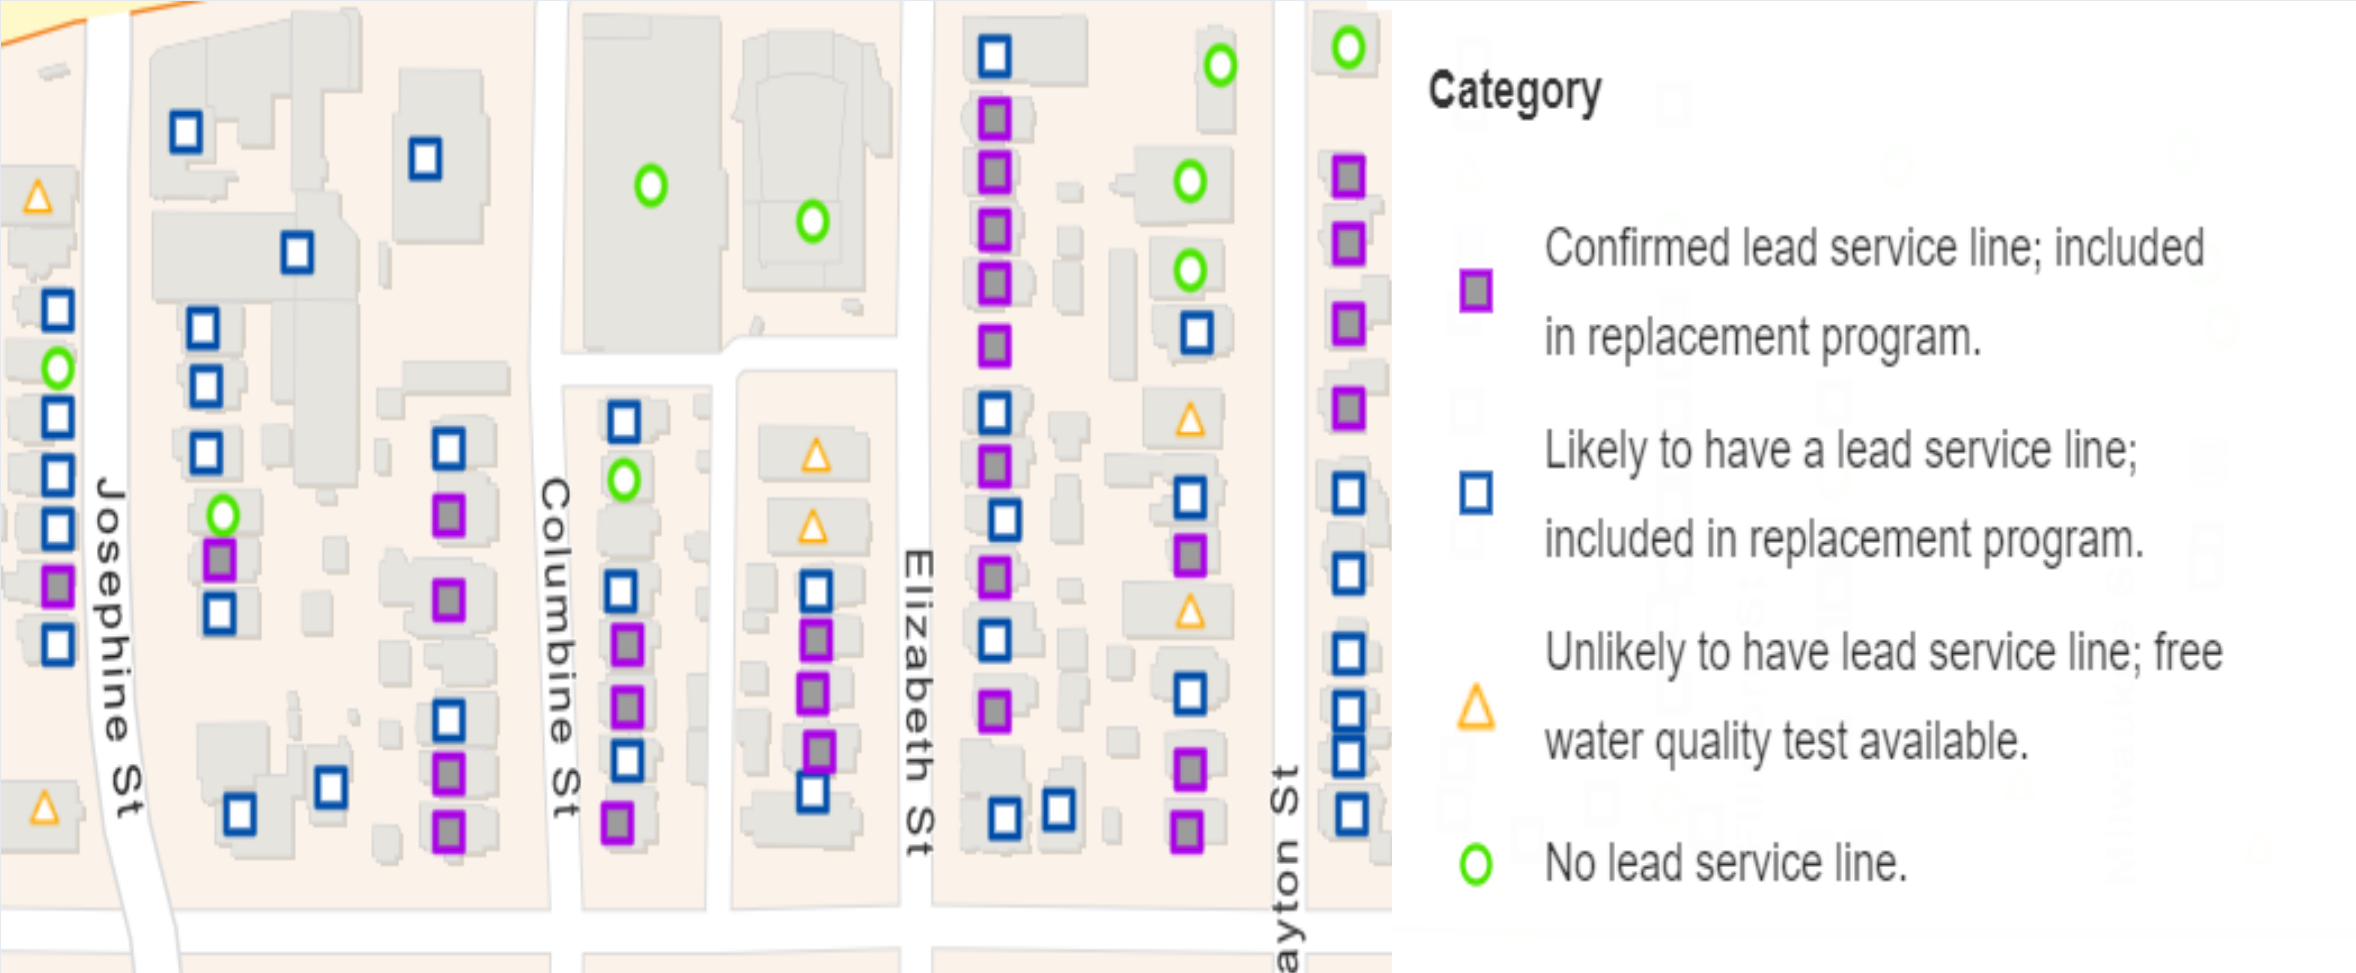 Josephine St
Columbine St
Elizabeth St
ayton St
Category
Confirmed lead service line; included
in replacement program.
Likely to have a lead service line;
included in replacement program.
Unlikely to have lead service line; free
water quality test available.
No lead service line.